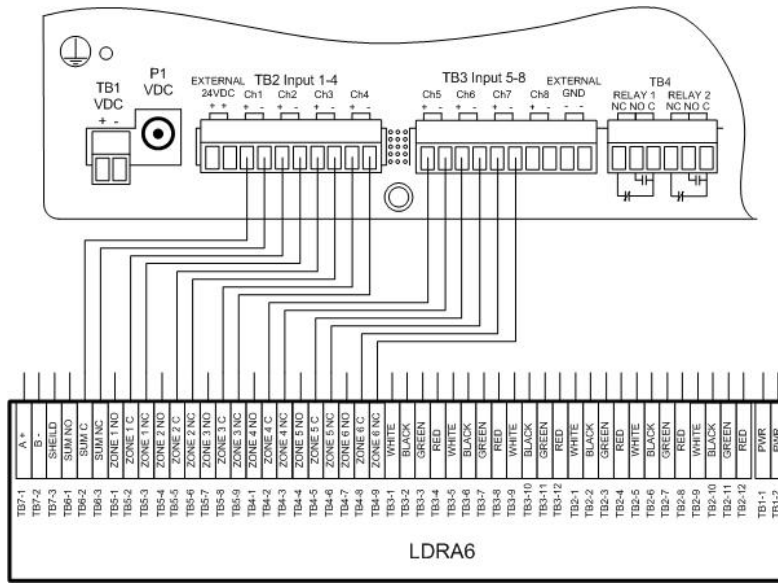 TB1
VDC
+ -
P1
VDC
EXTERNAL
24VDC
+ +
TB2 Input 1-4
Ch1 Ch2 Ch3 Ch4
+ - + - + - + -
TB3 Input 5-8
Ch5 Ch6 Ch7 Ch8
+ - + - + - + -
EXTERNAL
GND
- -
TB4
RELAY 1 RELAY 2
NC NO C NC NO C
A +
B -
SHEILD
SUM NO
SUM C
SUM NC
ZONE 1 NO
ZONE 1 C
ZONE 1 NC
ZONE 2 NO
ZONE 2 C
ZONE 2 NC
ZONE 3 NO
ZONE 3 C
ZONE 3 NC
ZONE 4 NO
ZONE 4 C
ZONE 4 NC
ZONE 5 NO
ZONE 5 C
ZONE 5 NC
ZONE 6 NO
ZONE 6 C
ZONE 6 NC
WHITE
BLACK
GREEN
RED
WHITE
BLACK
GREEN
RED
WHITE
BLACK
GREEN
RED
WHITE
BLACK
GREEN
RED
WHITE
BLACK
GREEN
RED
WHITE
BLACK
GREEN
RED
PWR
PWR
TB7-1
TB7-2
TB7-3
TB6-1
TB6-2
TB6-3
TB5-1
TB5-2
TB5-3
TB5-4
TB5-5
TB5-6
TB5-7
TB5-8
TB5-9
TB4-1
TB4-2
TB4-3
TB4-4
TB4-5
TB4-6
TB4-7
TB4-8
TB4-9
TB3-1
TB3-2
TB3-3
TB3-4
TB3-5
TB3-6
TB3-7
TB3-8
TB3-9
TB3-10
TB3-11
TB3-12
TB2-1
TB2-2
TB2-3
TB2-4
TB2-5
TB2-6
TB2-7
TB2-8
TB2-9
TB2-10
TB2-11
TB2-12
TB1-1
TB1-2
LDRA6